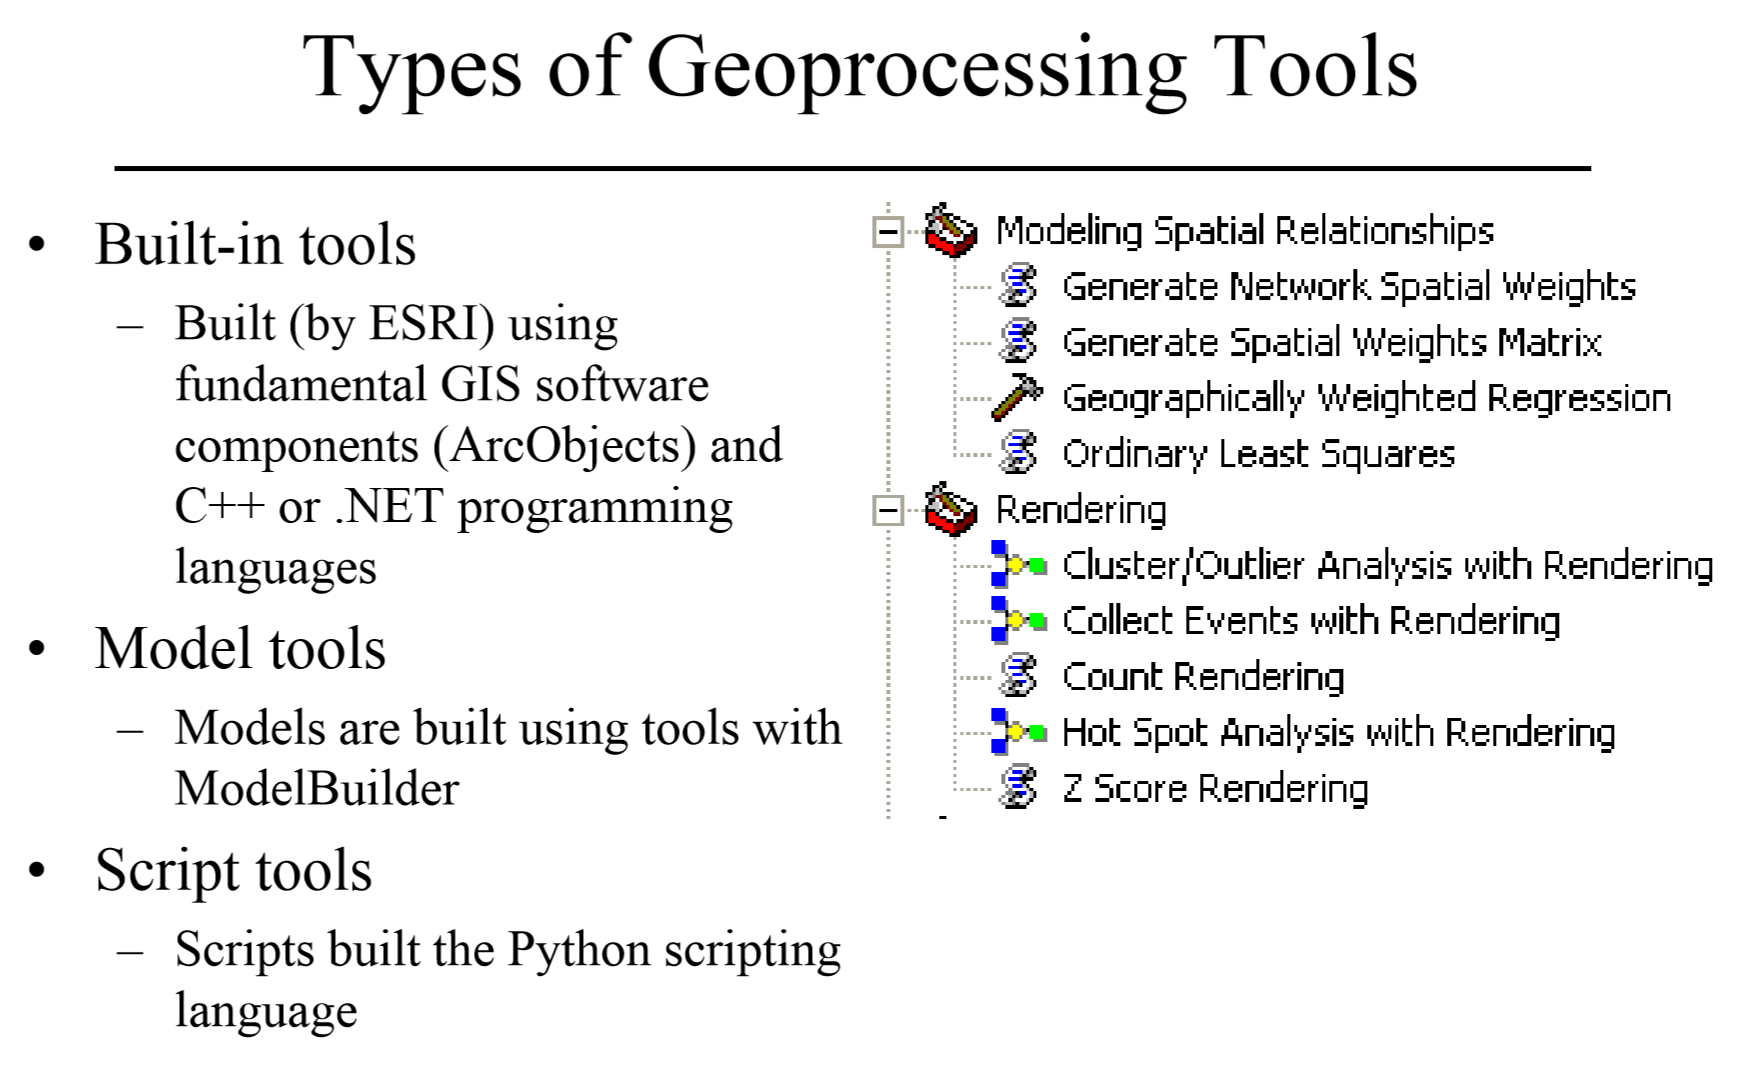 Types of Geoprocessing Tools
• Built-in tools
– Built (by ESRI) using
fundamental GIS software
components (ArcObjects) and
C++ or .NET programming
languages
• Model tools
– Models are built using tools with
ModelBuilder
• Script tools
– Scripts built the Python scripting
language
Modeling Spatial Relationships
Generate Network Spatial Weights
Generate Spatial Weights Matrix
Geographically Weighted Regression
Ordinary Least Squares
Rendering
Cluster/Outlier Analysis with Rendering
Collect Events with Rendering
Count Rendering
Hot Spot Analysis with Rendering
Z Score Rendering